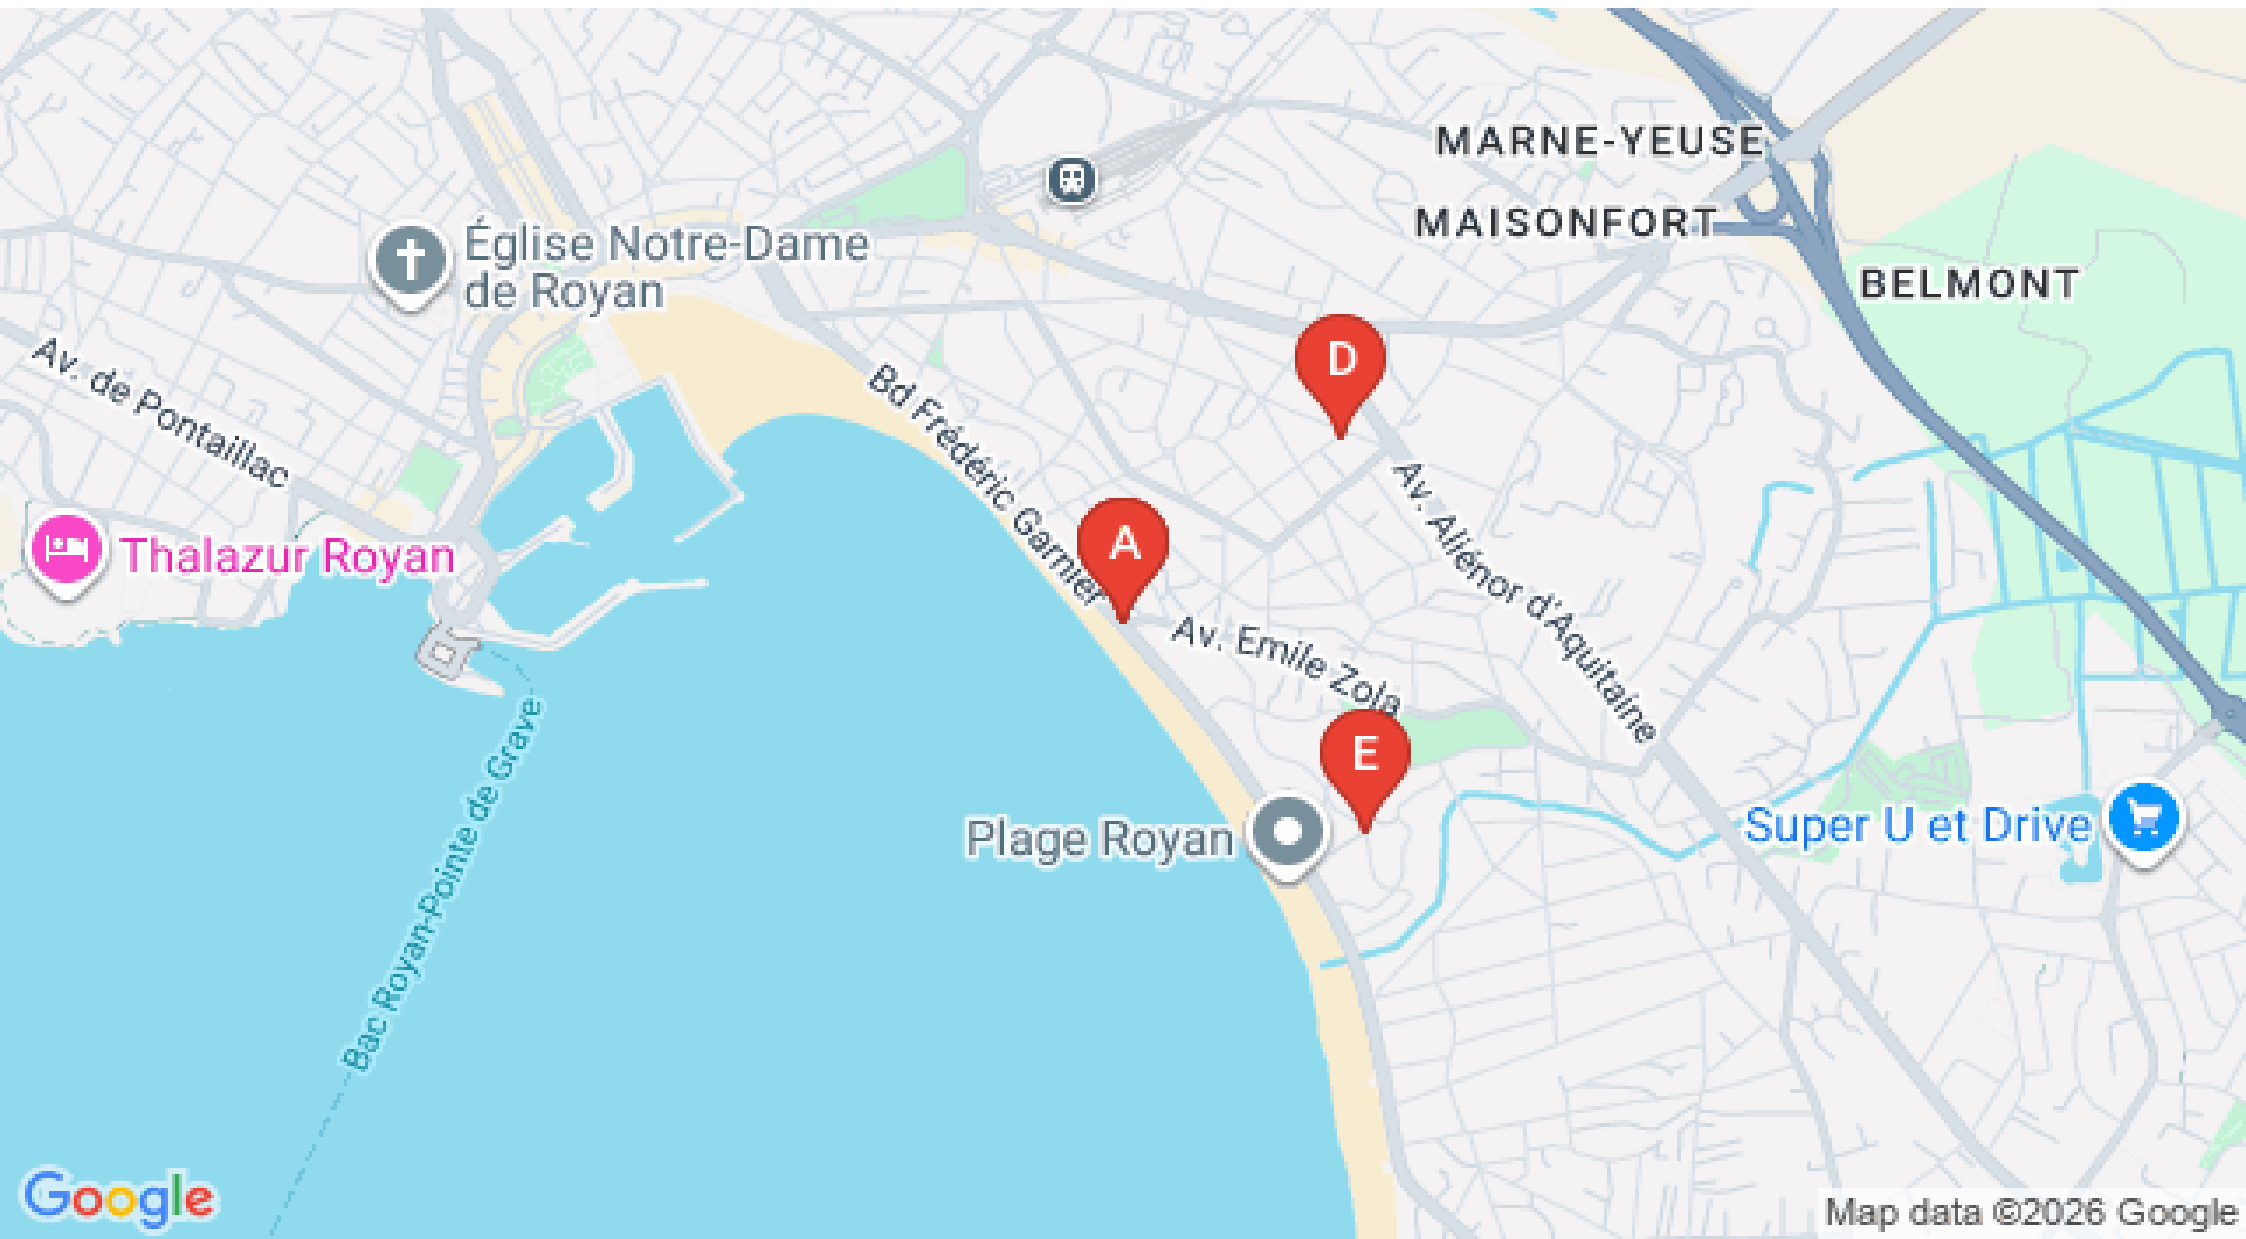 MARNE-YEUSE
MAISONFORT
Église Notre-Dame
de Royan
BELMONT
Av. de Pontaillac
D
Bd Frédéric Garnier
Thalazur Royan
A
Av. Aliénor d'Aquitaine
Av. Emile Zola
E
Plage Royan
Super U et Drive
Bac Royan-Pointe de Grave
Google
Map data ©2026 Google